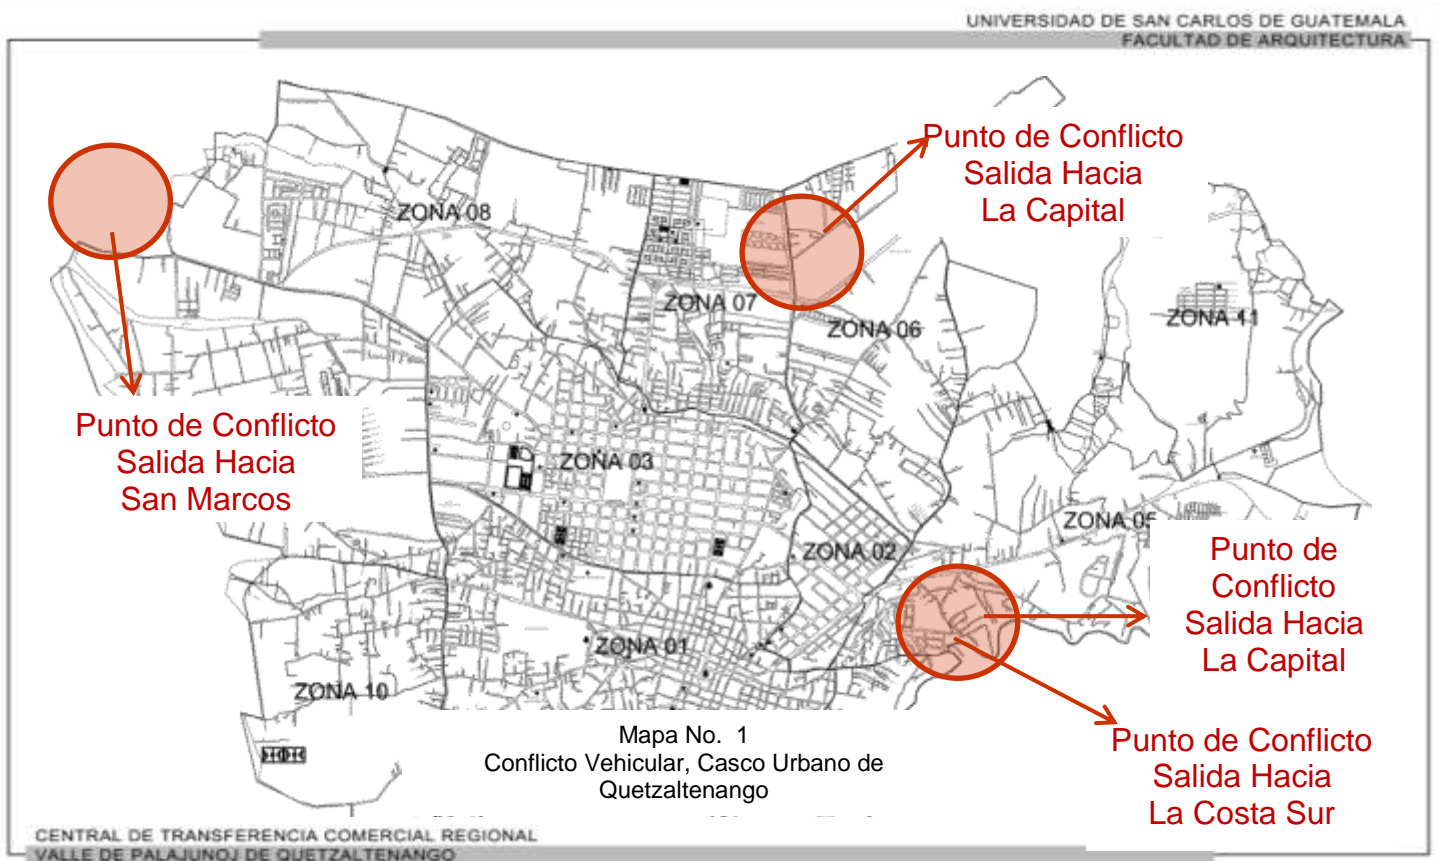 UNIVERSIDAD DE SAN CARLOS DE GUATEMALA
FACULTAD DE ARQUITECTURA
Punto de Conflicto
Salida Hacia
La Capital
ZONA 08
ZONA 07
ZONA 06
ZONA 11
Punto de Conflicto
Salida Hacia
San Marcos
ZONA 03
ZONA 02
ZONA 05
Punto de
Conflicto
Salida Hacia
La Capital
ZONA 01
ZONA 10
Punto de Conflicto
Salida Hacia
La Costa Sur
Mapa No. 1
Conflicto Vehicular, Casco Urbano de
Quetzaltenango
CENTRAL DE TRANSFERENCIA COMERCIAL REGIONAL
VALLE DE PALAJUNOJ DE QUETZALTENANGO